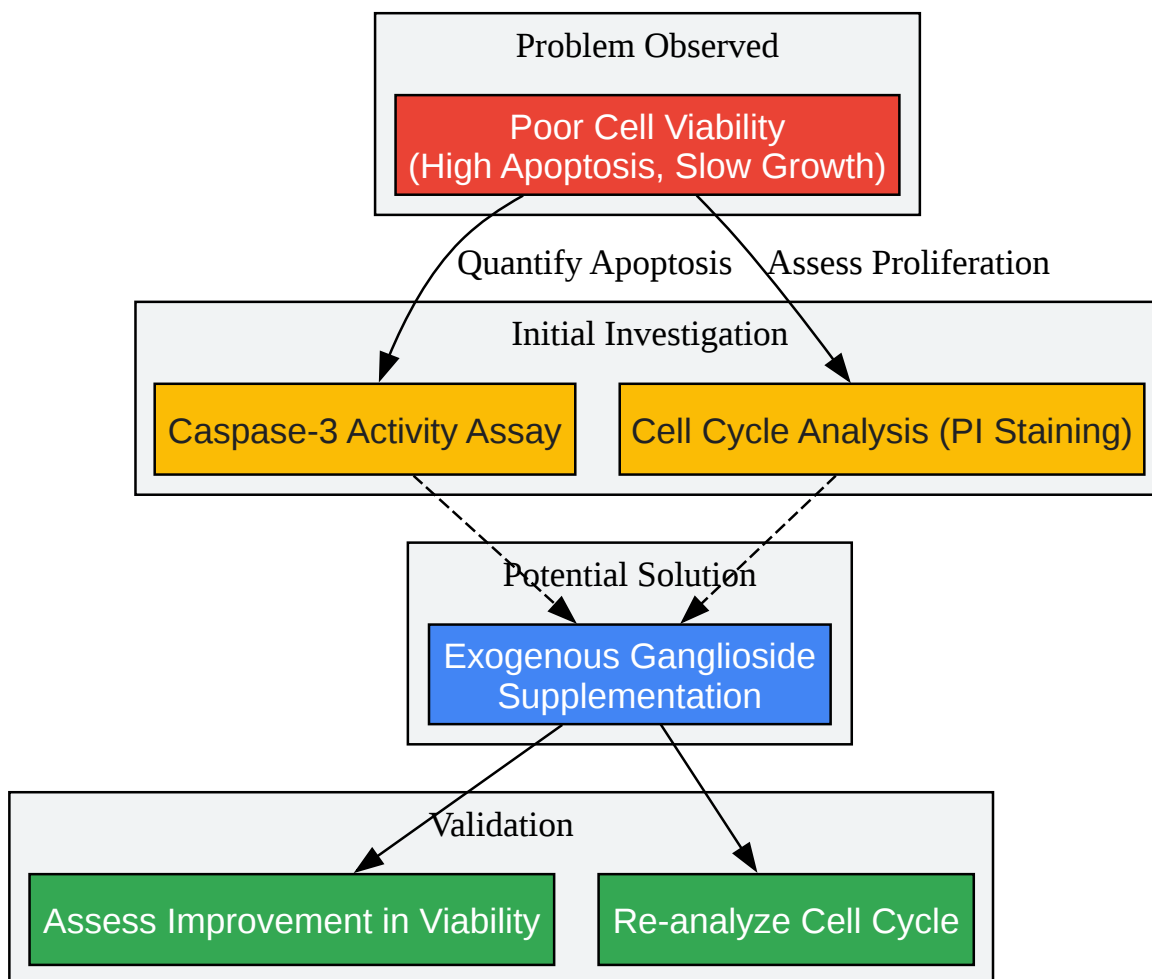 Problem Observed
Poor Cell Viability
(High Apoptosis, Slow Growth)
Quantify Apoptosis
Assess Proliferation
Initial Investigation
Caspase-3 Activity Assay
Cell Cycle Analysis (PI Staining)
Potential Solution
Exogenous Ganglioside
Supplementation
Validation
Assess Improvement in Viability
Re-analyze Cell Cycle